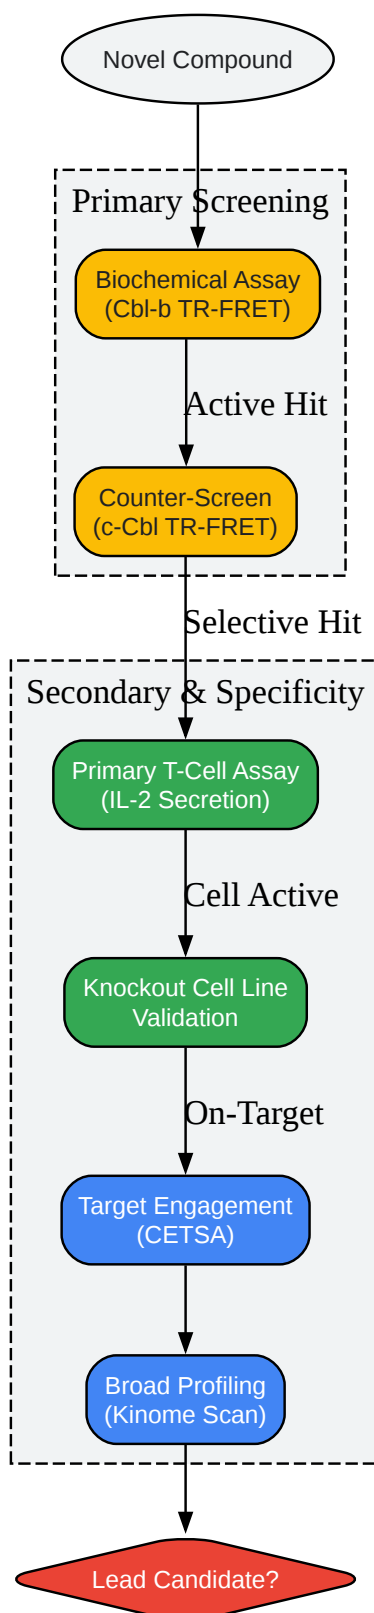 Novel Compound
Primary Screening
Biochemical Assay
(Cbl-b TR-FRET)
Active Hit
Counter-Screen
(c-Cbl TR-FRET)
Selective Hit
Secondary & Specificity
Primary T-Cell Assay
(IL-2 Secretion)
Cell Active
Knockout Cell Line
Validation
On-Target
Target Engagement
(CETSA)
Broad Profiling
(Kinome Scan)
Lead Candidate?